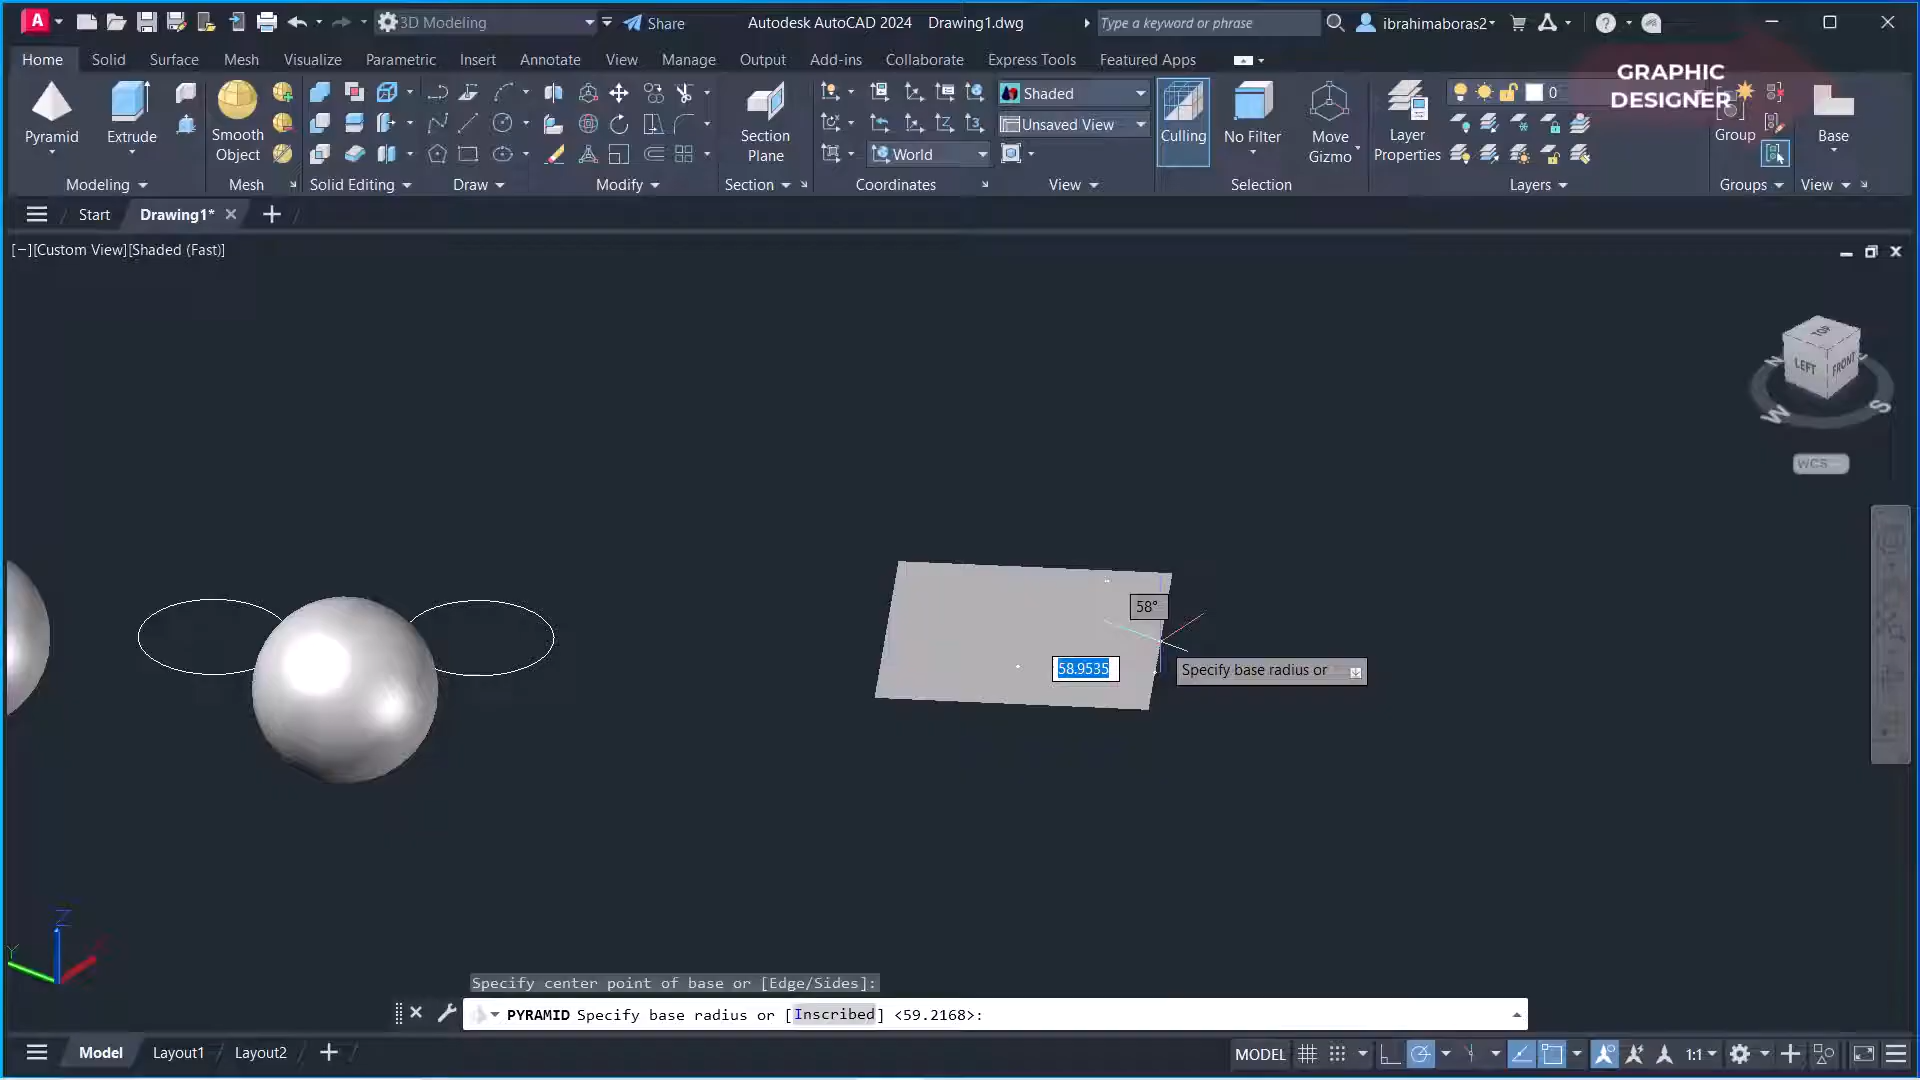 3D Modeling
Share
Autodesk AutoCAD 2024 Drawing1.dwg
Type a keyword or phrase
ibrahimaboras2
Home Solid Surface Mesh Visualize Parametric Insert Annotate View Manage Output Add-ins Collaborate Express Tools Featured Apps
GRAPHIC
DESIGNER
Pyramid
Extrude
Smooth
Object
Section
Plane
Shaded
Unsaved View
World
Culling
No Filter
Move
Gizmo
Layer
Properties
0
Group
Base
Modeling
Mesh
Solid Editing
Draw
Modify
Section
Coordinates
View
Selection
Layers
Groups
View
Start
Drawing1*
[−][Custom View][Shaded (Fast)]
TOP
LEFT
FRONT
N
W
S
WCS
58°
58.9535
Specify base radius or
Z
Y
Specify center point of base or [Edge/Sides]:
PYRAMID Specify base radius or [Inscribed] <59.2168>:
Model
Layout1
Layout2
MODEL
1:1